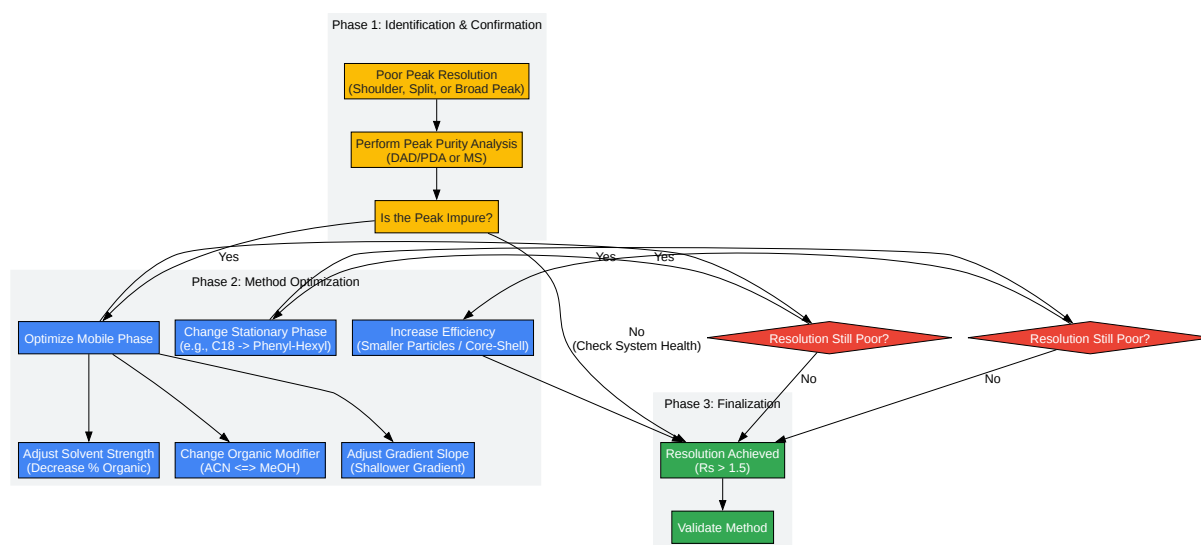 Phase 1: Identification & Confirmation
Poor Peak Resolution
(Shoulder, Split, or Broad Peak)
Perform Peak Purity Analysis
(DAD/PDA or MS)
Is the Peak Impure?
Yes
Yes
Yes
Phase 2: Method Optimization
Optimize Mobile Phase
Change Stationary Phase
(e.g., C18 -> Phenyl-Hexyl)
Increase Efficiency
(Smaller Particles / Core-Shell)
No
(Check System Health)
Resolution Still Poor?
Resolution Still Poor?
No
No
Phase 3: Finalization
Adjust Solvent Strength
(Decrease % Organic)
Change Organic Modifier
(ACN <=> MeOH)
Adjust Gradient Slope
(Shallower Gradient)
Resolution Achieved
(Rs > 1.5)
Validate Method